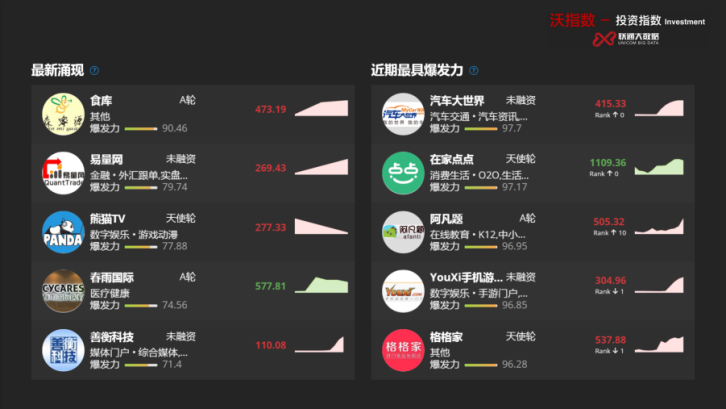 沃指数 － 投资指数 Investment
联通大数据
UNICOM BIG DATA
最新涌现 ?
食库 A轮
其他
爆发力 90.46
473.19
易量网 未融资
金融・外汇跟单,实盘...
爆发力 79.74
269.43
易量网
QuantTrade
熊猫TV 天使轮
数字娱乐・游戏动漫
爆发力 77.88
277.33
PANDA
春雨国际 A轮
医疗健康
爆发力 74.56
577.81
CYCARES
善衡科技 未融资
媒体门户・综合媒体,...
爆发力 71.4
110.08
善衡
科技
近期最具爆发力 ?
汽车大世界 未融资
汽车交通・汽车资讯,...
爆发力 97.7
415.33
Rank ↑ 0
在家点点 天使轮
消费生活・O2O,生活...
爆发力 97.17
1109.36
Rank ↑ 0
点点
阿凡题 A轮
在线教育・K12,中小...
爆发力 96.95
505.32
Rank ↑ 10
阿凡题
afanti
YouXi手机游... 未融资
数字娱乐・手游门户,...
爆发力 96.85
304.96
Rank ↓ 1
格格家 天使轮
其他
爆发力 96.28
537.88
Rank ↓ 1
格格家